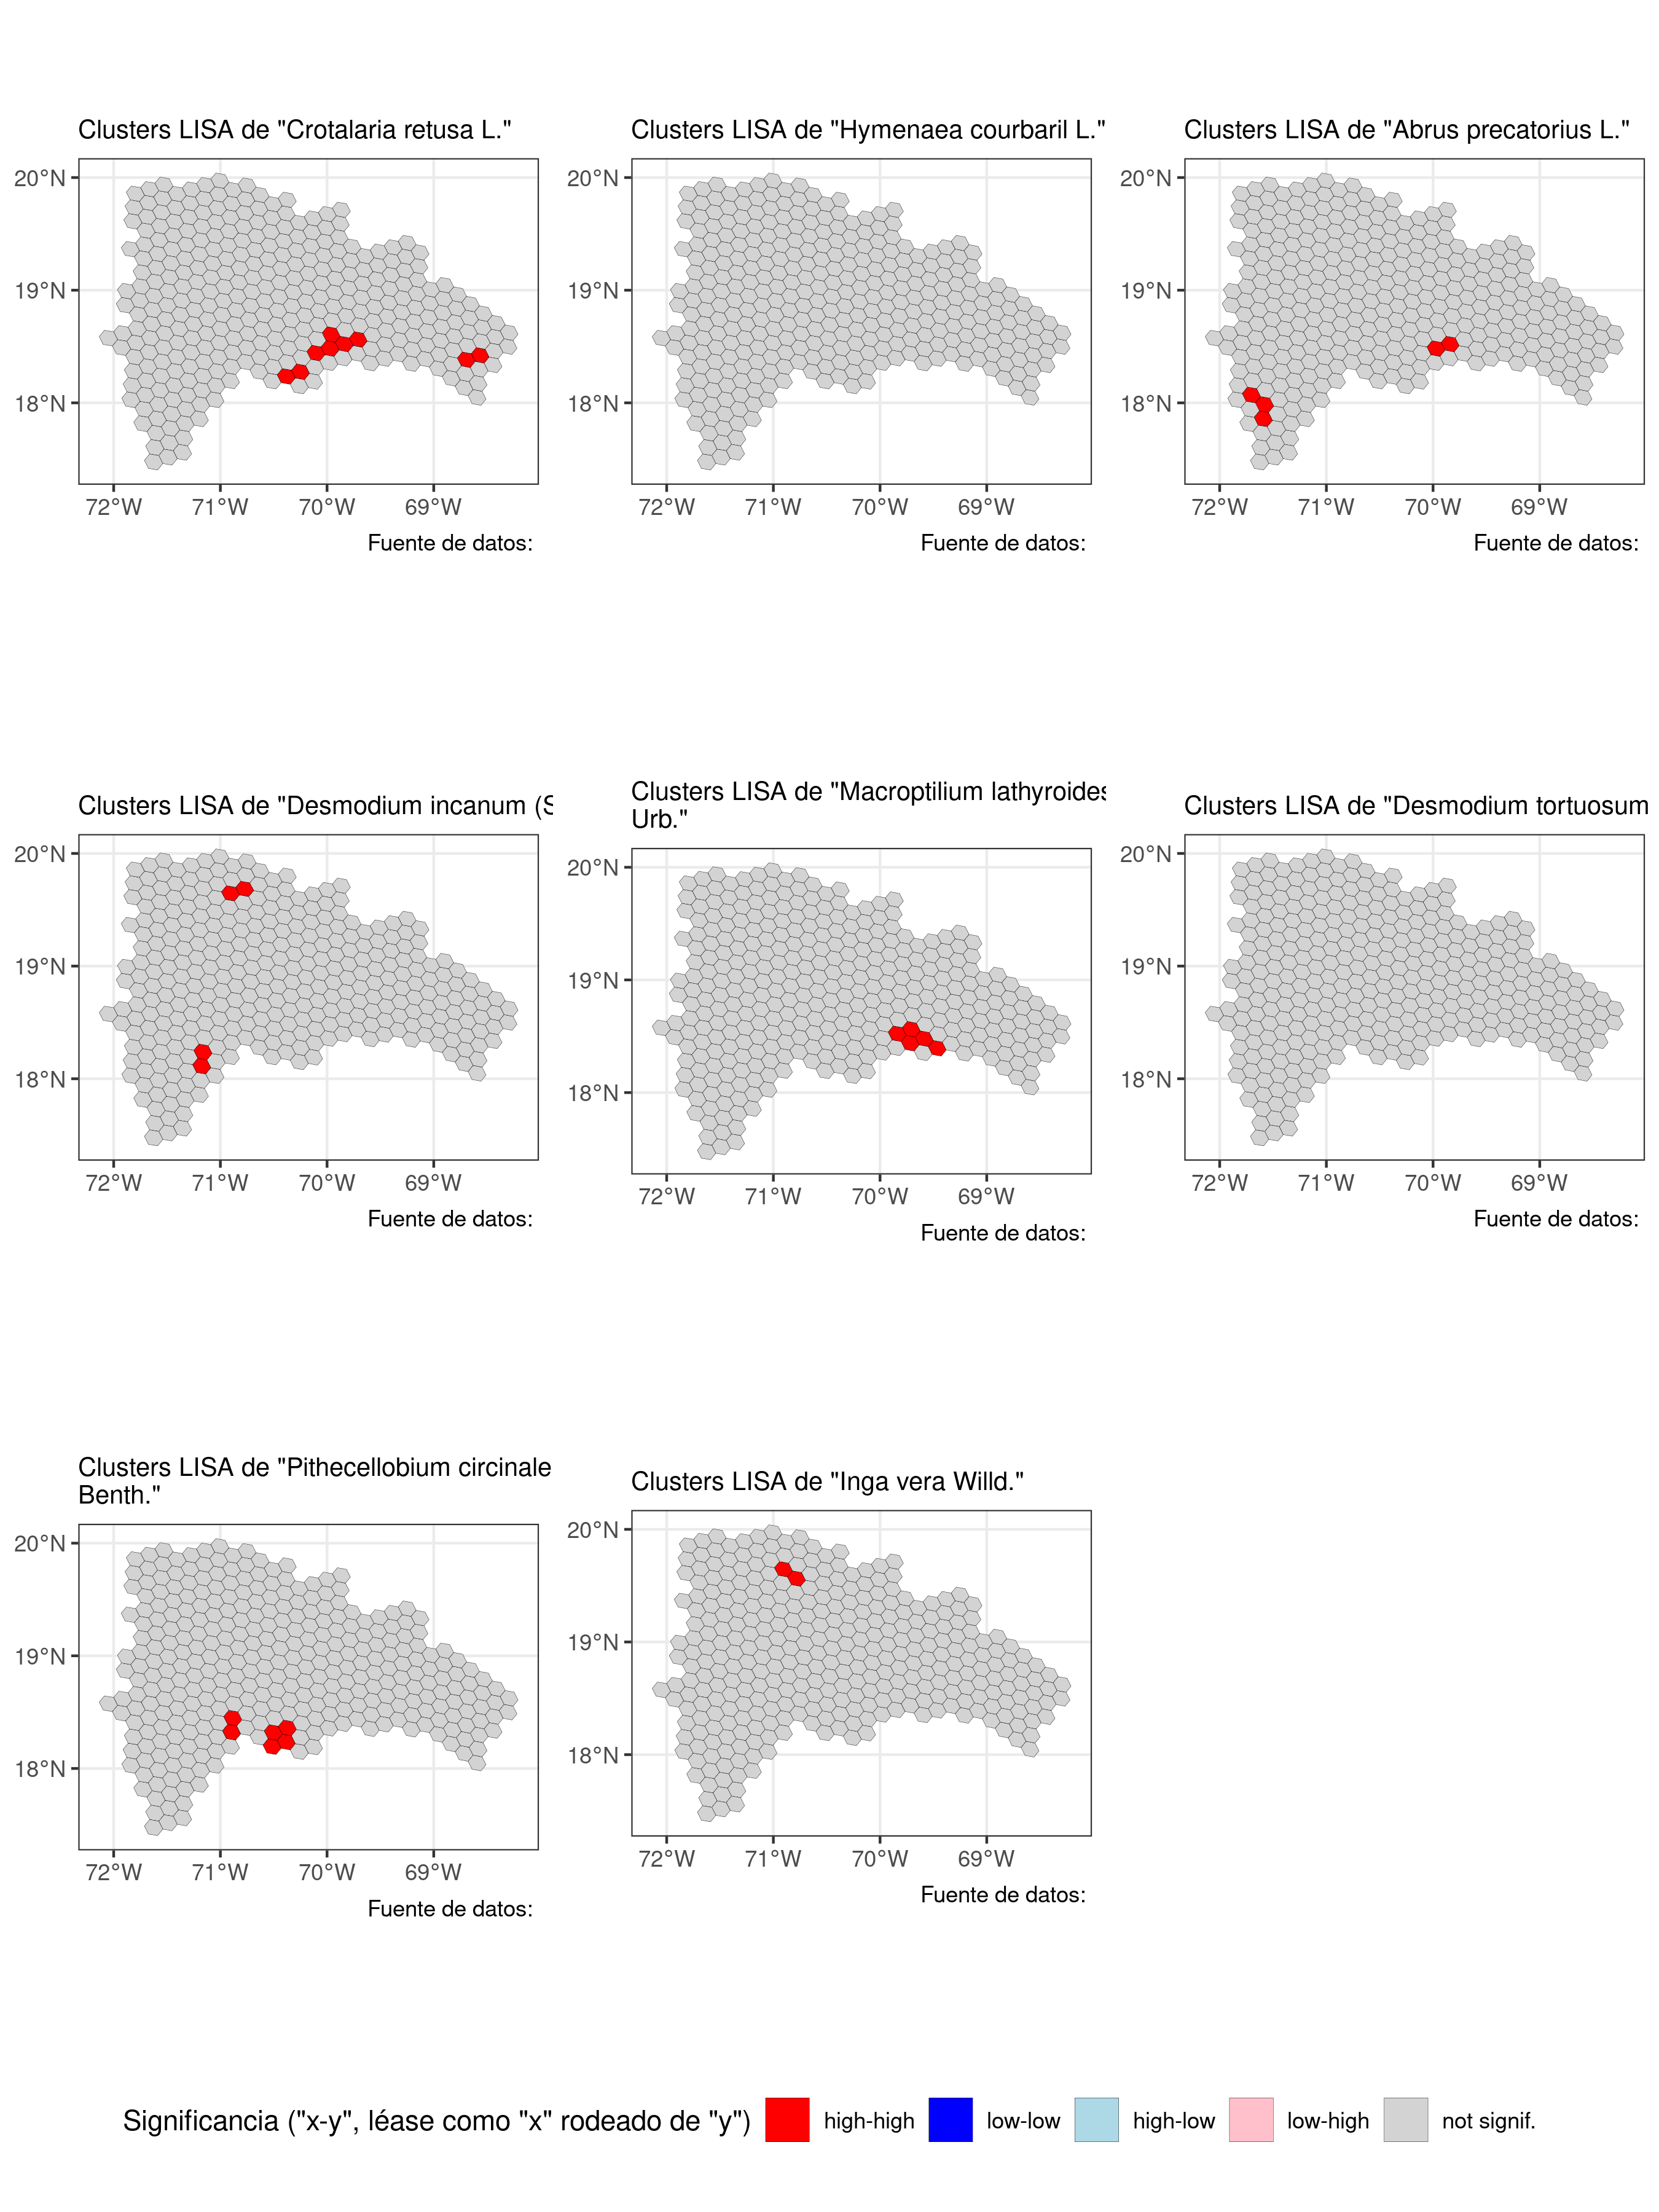 Clusters LISA de "Crotalaria retusa L."
Clusters LISA de "Hymenaea courbaril L."
Clusters LISA de "Abrus precatorius L."
20°N
19°N
18°N
72°W 71°W 70°W 69°W
Fuente de datos:
20°N
19°N
18°N
72°W 71°W 70°W 69°W
Fuente de datos:
20°N
19°N
18°N
72°W 71°W 70°W 69°W
Fuente de datos:
Clusters LISA de "Desmodium incanum (S
20°N
19°N
18°N
72°W 71°W 70°W 69°W
Fuente de datos:
Clusters LISA de "Macroptilium lathyroides
Urb."
20°N
19°N
18°N
72°W 71°W 70°W 69°W
Fuente de datos:
Clusters LISA de "Desmodium tortuosum
20°N
19°N
18°N
72°W 71°W 70°W 69°W
Fuente de datos:
Clusters LISA de "Pithecellobium circinale
Benth."
20°N
19°N
18°N
72°W 71°W 70°W 69°W
Fuente de datos:
Clusters LISA de "Inga vera Willd."
20°N
19°N
18°N
72°W 71°W 70°W 69°W
Fuente de datos:
Significancia ("x-y", léase como "x" rodeado de "y") high-high low-low high-low low-high not signif.